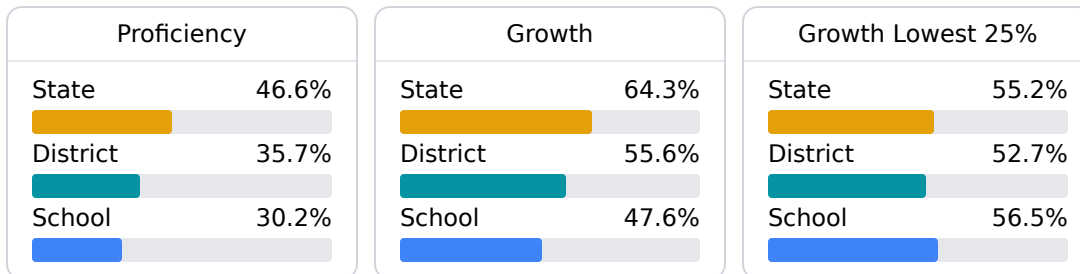 Proficiency
State 46.6%
District 35.7%
School 30.2%
Growth
State 64.3%
District 55.6%
School 47.6%
Growth Lowest 25%
State 55.2%
District 52.7%
School 56.5%